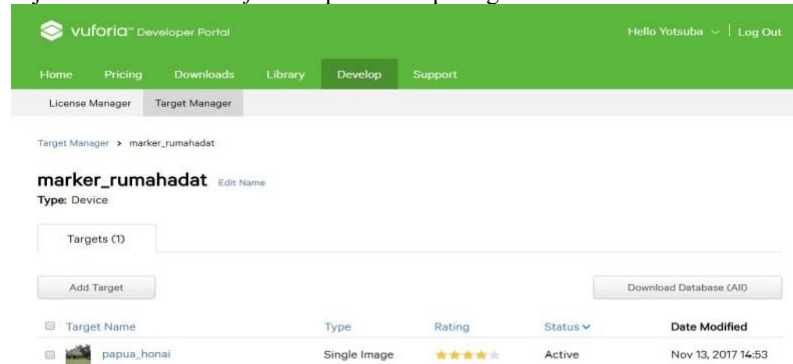 vuforia™ Developer Portal
Hello Yotsuba | Log Out
Home Pricing Downloads Library Develop Support
License Manager Target Manager
Target Manager > marker_rumahadat
marker_rumahadat Edit Name
Type: Device
Targets (1)
Add Target Download Database (All)
Target Name Type Rating Status Date Modified
papua_honai Single Image Active Nov 13, 2017 14:53